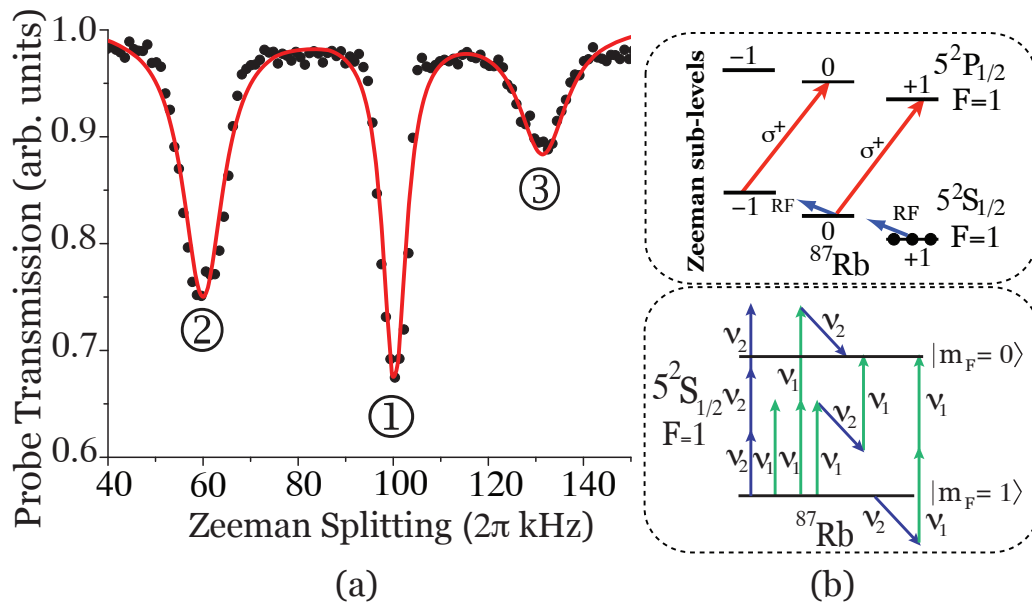 Probe Transmission (arb. units)
1.0
0.9
0.8
0.7
0.6
40 60 80 100 120 140
Zeeman Splitting (2π kHz)
②
①
③
(a)
Zeeman sub-levels
−1 0 +1
5²P₁/₂
F=1
σ⁺ σ⁺
−1 RF 0 RF +1
5²S₁/₂
F=1
⁸⁷Rb
ν₂ ν₂
|m_F = 0⟩
5²S₁/₂
F=1
ν₂ ν₁ ν₂ ν₁ ν₁
ν₂ ν₁ ν₁ ν₁
|m_F = 1⟩
⁸⁷Rb
ν₂ ν₁
(b)